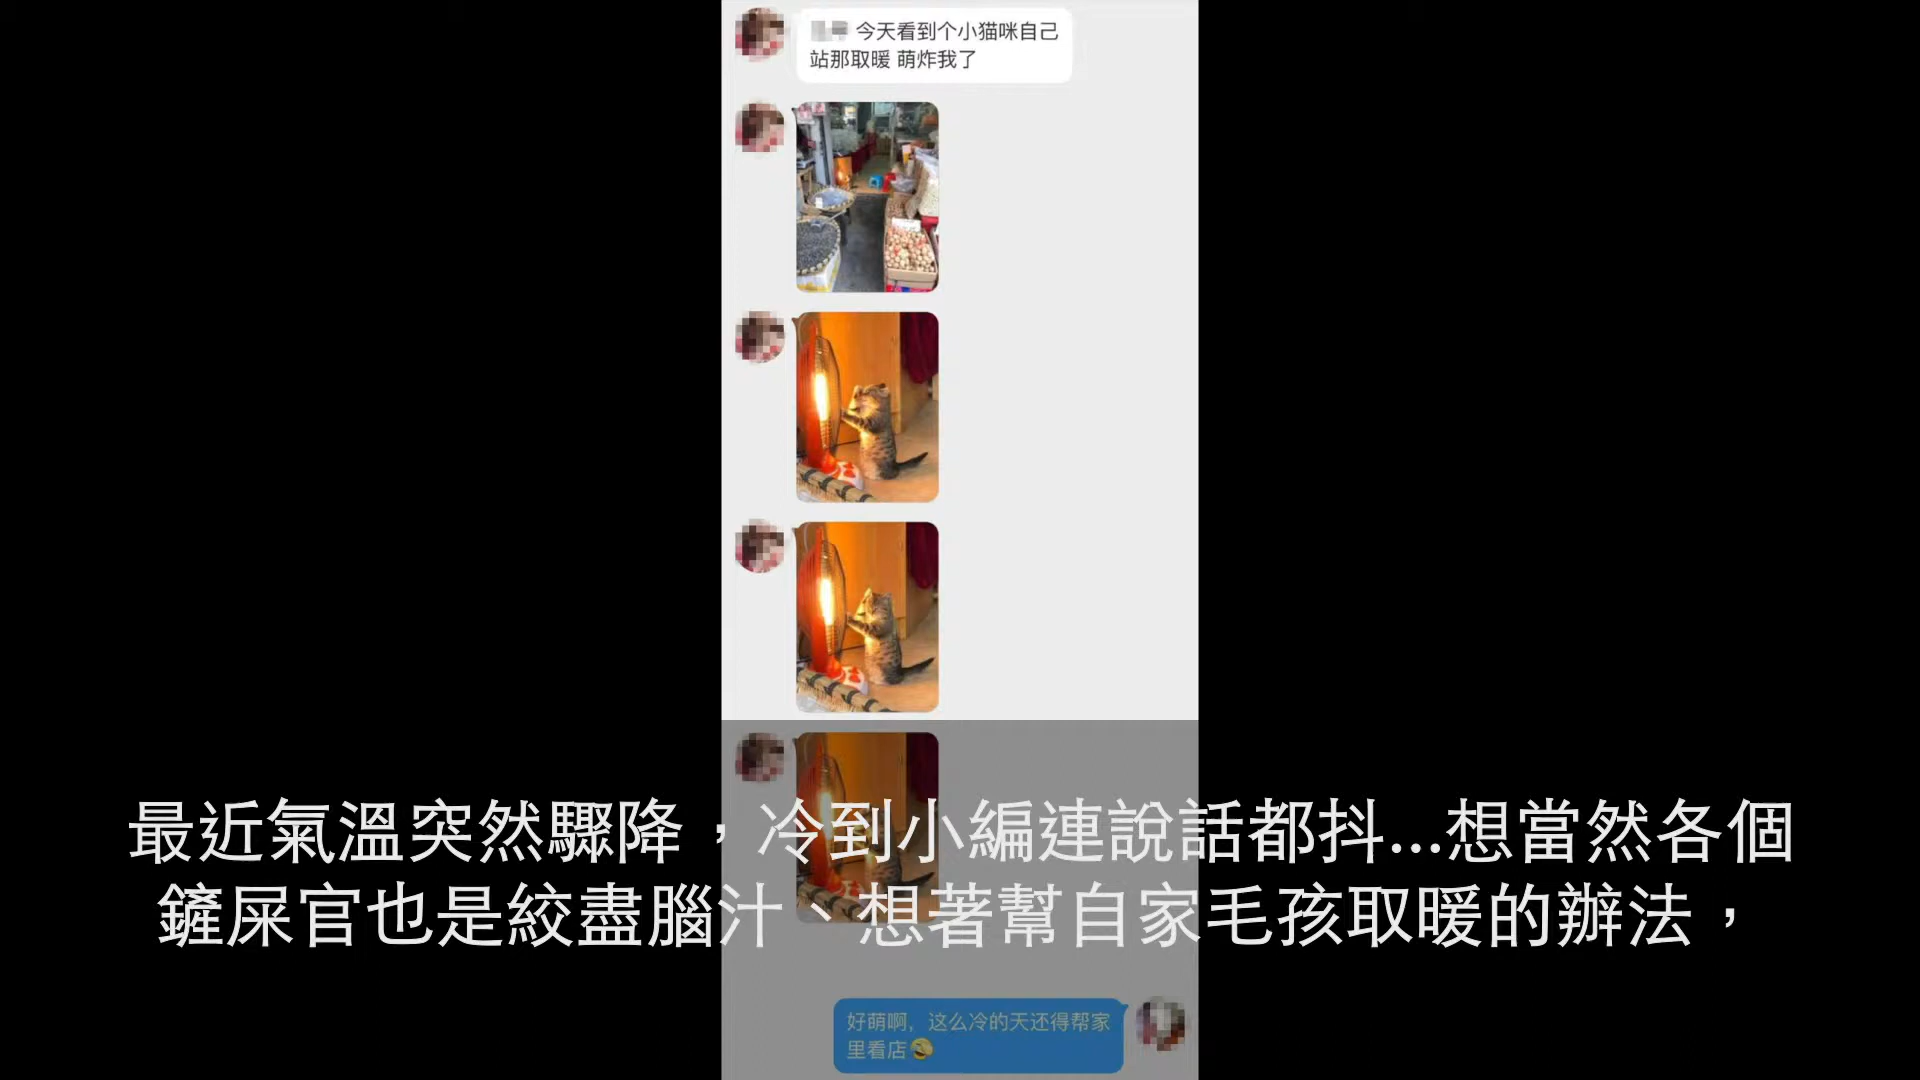 今天看到个小猫咪自己
站那取暖 萌炸我了
最近氣溫突然驟降，冷到小編連說話都抖...想當然各個
鏟屎官也是絞盡腦汁、想著幫自家毛孩取暖的辦法，
好萌啊，这么冷的天还得帮家
里看店